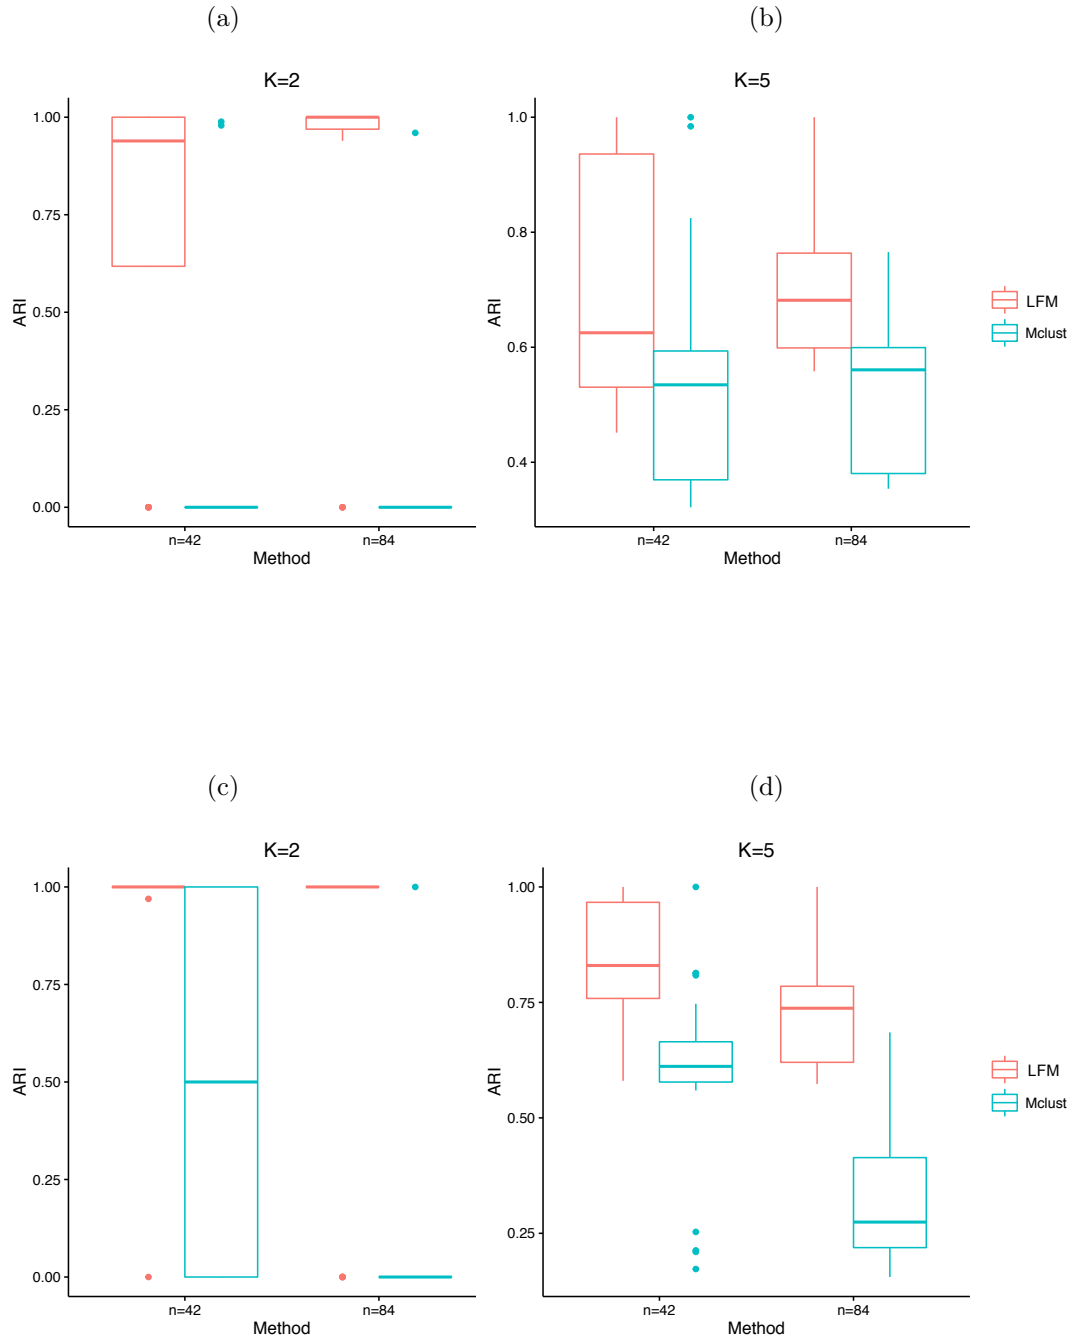 (a)
K=2
1.00
0.75
0.50
0.25
0.00
ARI
n=42
n=84
Method
(b)
K=5
1.0
0.8
0.6
0.4
ARI
n=42
n=84
Method
LFM
Mclust
(c)
K=2
1.00
0.75
0.50
0.25
0.00
ARI
n=42
n=84
Method
(d)
K=5
1.00
0.75
0.50
0.25
ARI
n=42
n=84
Method
LFM
Mclust